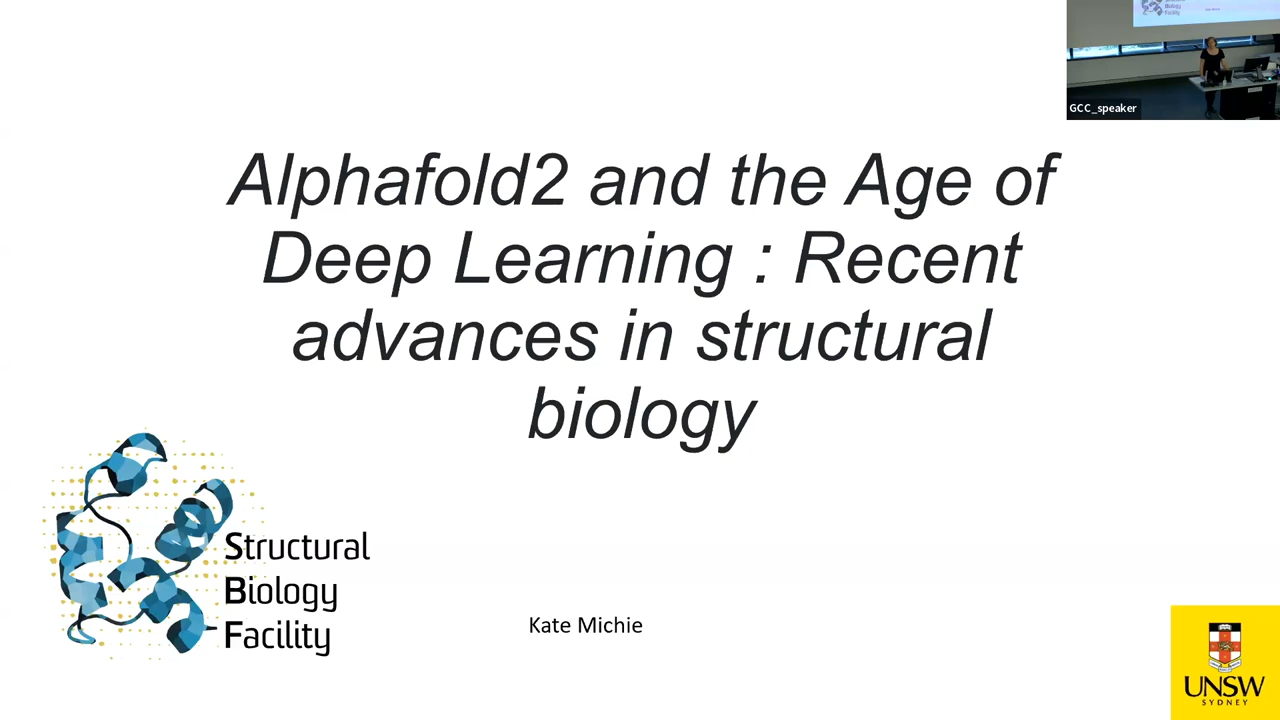 GCC_speaker
Alphafold2 and the Age of
Deep Learning : Recent
advances in structural
biology
Structural
Biology
Facility
Kate Michie
UNSW
SYDNEY